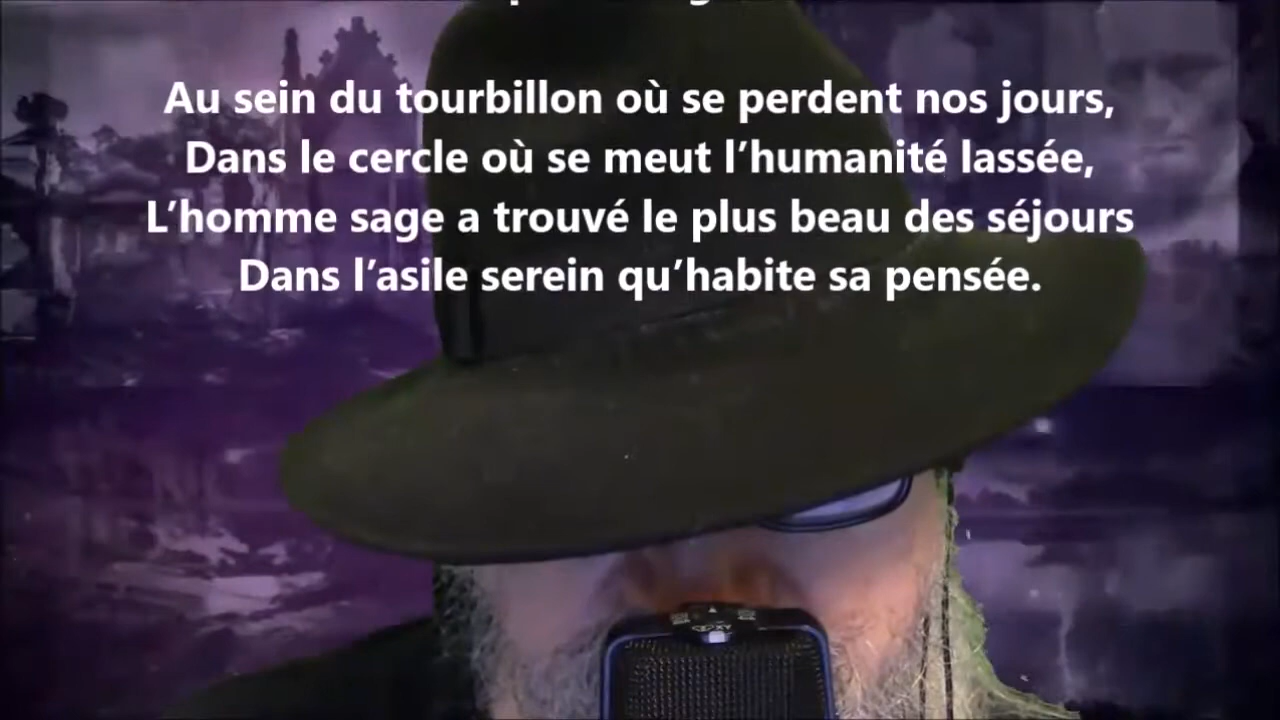 Au sein du tourbillon où se perdent nos jours,
Dans le cercle où se meut l’humanité lassée,
L’homme sage a trouvé le plus beau des séjours
Dans l’asile serein qu’habite sa pensée.